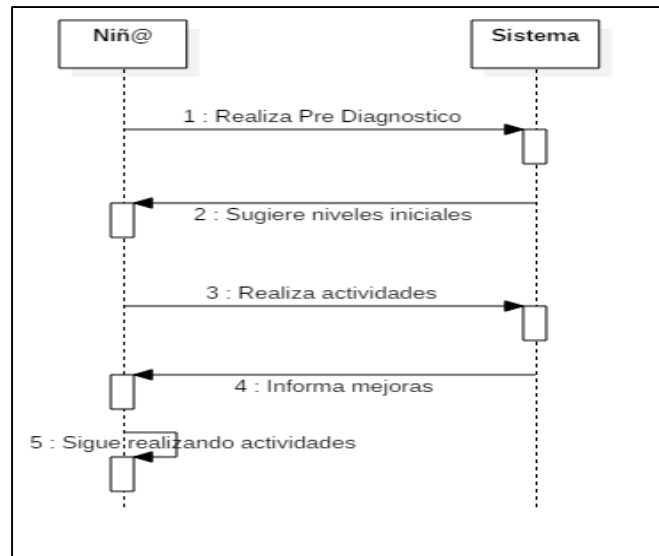 Niñ@
Sistema
1 : Realiza Pre Diagnostico
2 : Sugiere niveles iniciales
3 : Realiza actividades
4 : Informa mejoras
5 : Sigue realizando actividades